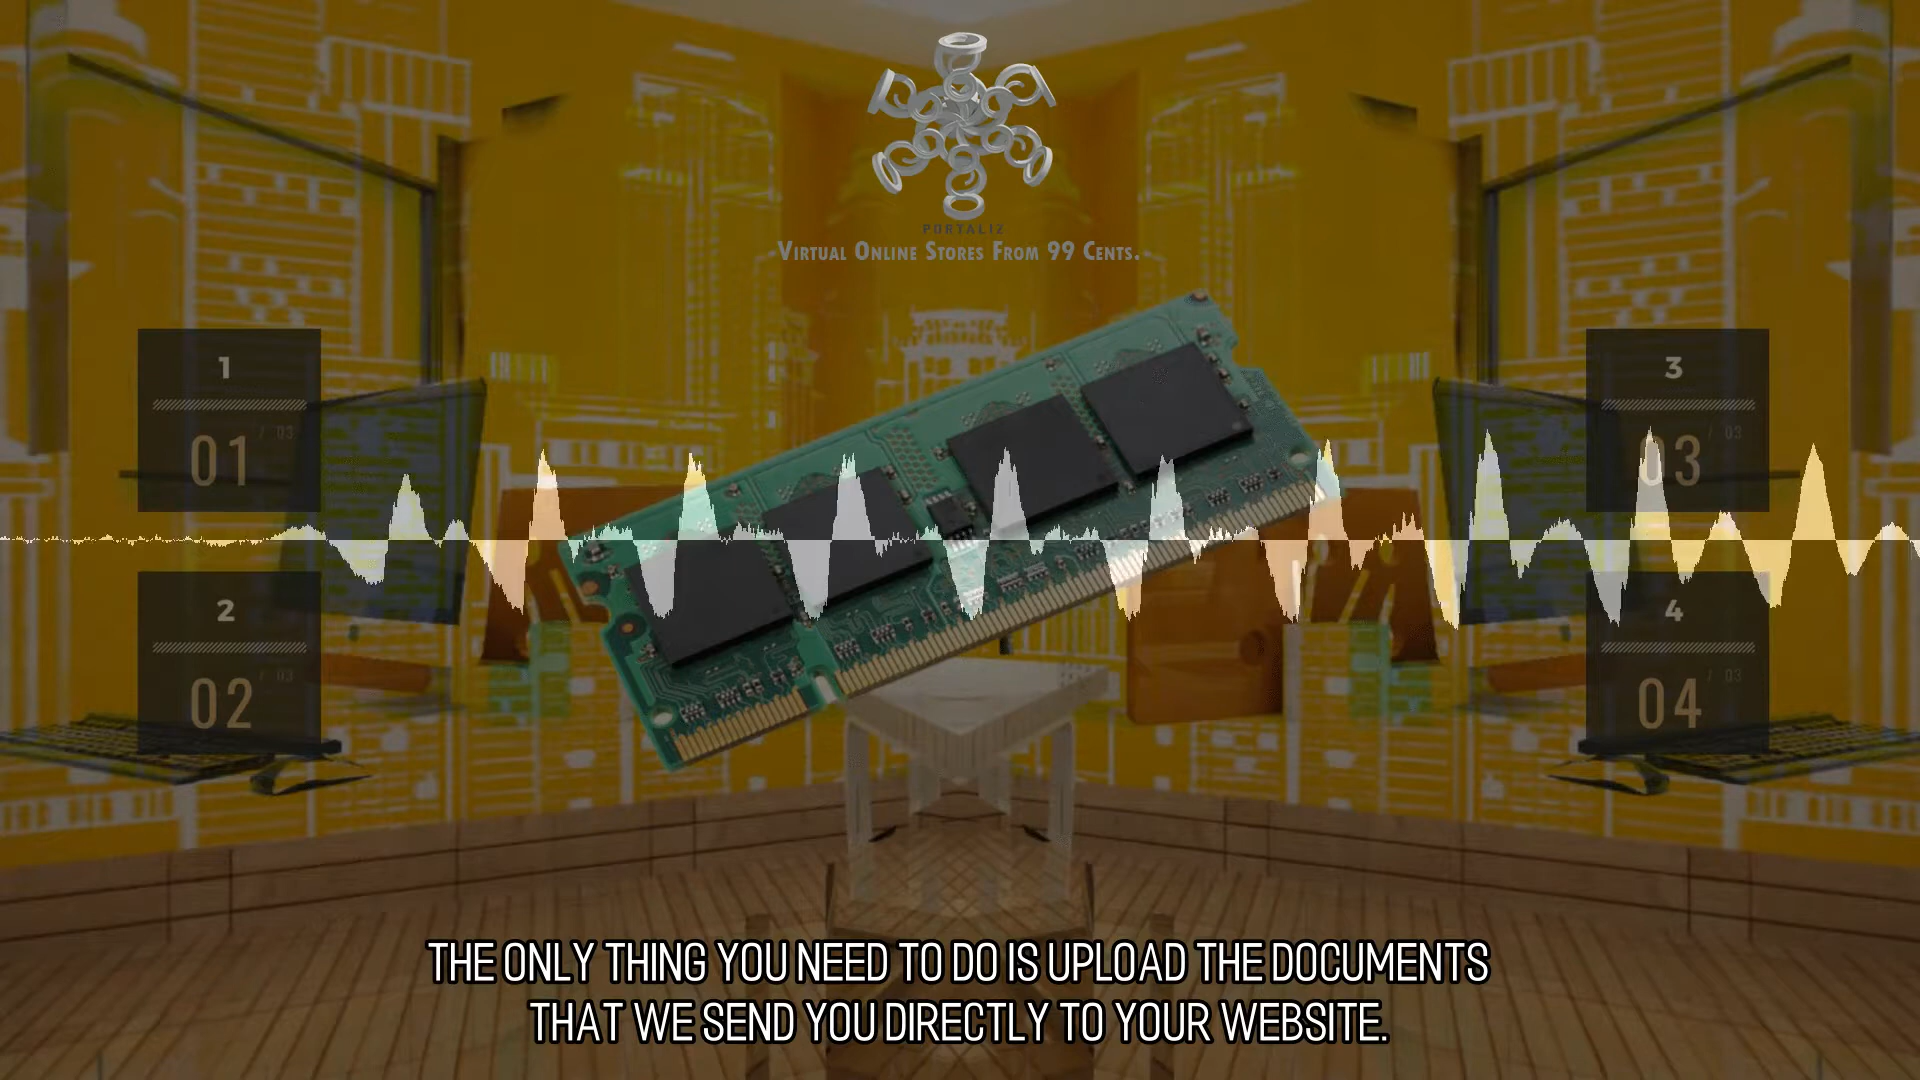 PORTALIZ
Virtual Online Stores From 99 Cents.
1
01 / 03
2
02 / 03
3
03 / 03
4
04 / 03
THE ONLY THING YOU NEED TO DO IS UPLOAD THE DOCUMENTS
THAT WE SEND YOU DIRECTLY TO YOUR WEBSITE.